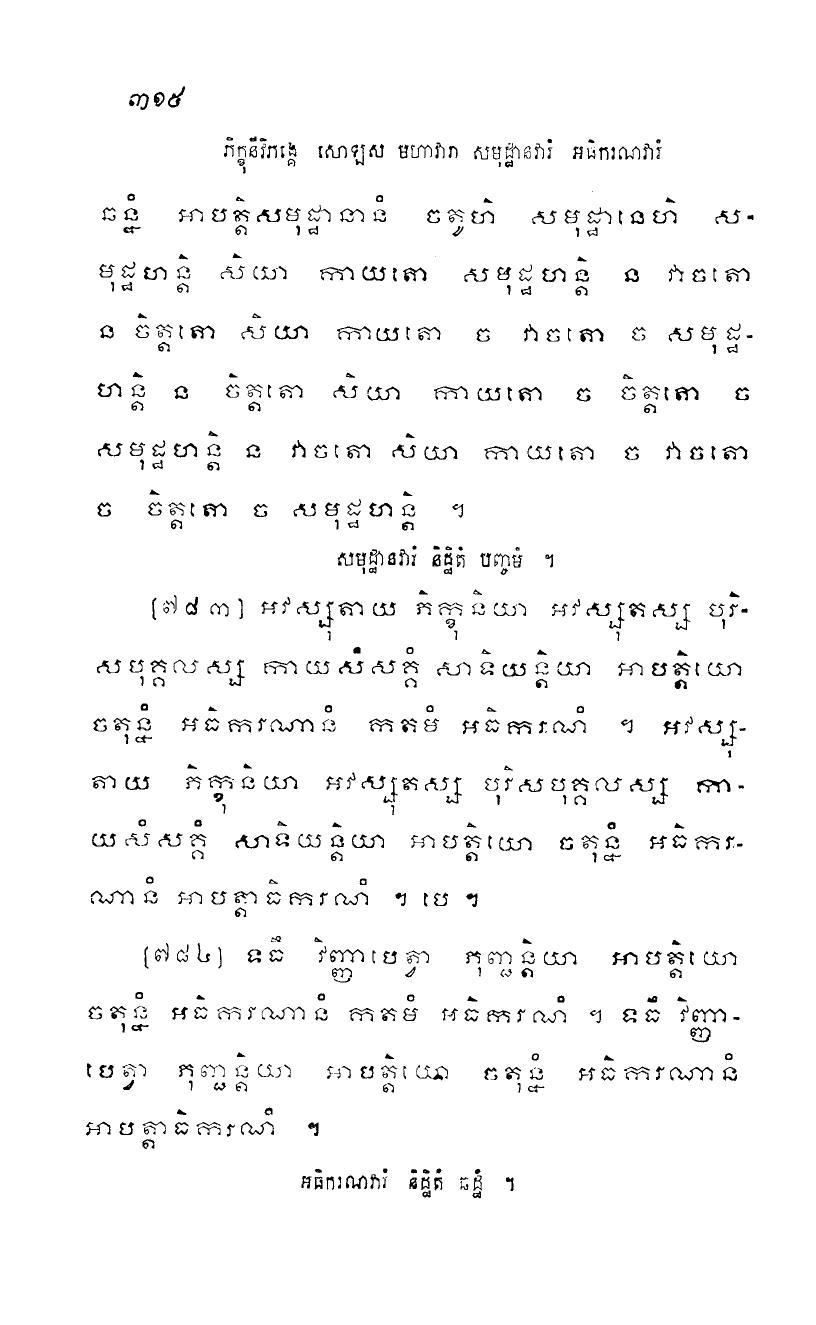 ៣១៥
ភិក្ខុនីវិភង្គេ សោឡស មហាវារា សមុដ្ឋានវារំ អធិករណវារំ
ឆន្នំ អាបត្តិសមុដ្ឋានានំ ចតូហិ សមុដ្ឋានេហិ ស-
មុដ្ឋហន្តិ សិយា កាយតោ សមុដ្ឋហន្តិ ន វាចតោ
ន ចិត្តតោ សិយា កាយតោ ច វាចតោ ច សមុដ្ឋ-
ហន្តិ ន ចិត្តតោ សិយា កាយតោ ច ចិត្តតោ ច
សមុដ្ឋហន្តិ ន វាចតោ សិយា កាយតោ ច វាចតោ
ច ចិត្តតោ ច សមុដ្ឋហន្តិ ។
សមុដ្ឋានវារំ និដ្ឋិតំ បញ្ចមំ ។
[៧៨៣] អវស្សុតាយ ភិក្ខុនិយា អវស្សុតស្ស បុរិ-
សបុគ្គលស្ស កាយសំសគ្គំ សាទិយន្តិយា អាបត្តិយោ
ចតុន្នំ អធិករណានំ កតមំ អធិករណំ ។ អវស្សុ-
តាយ ភិក្ខុនិយា អវស្សុតស្ស បុរិសបុគ្គលស្ស កា-
យសំសគ្គំ សាទិយន្តិយា អាបត្តិយោ ចតុន្នំ អធិករ-
ណានំ អាបត្តាធិករណំ ។ បេ ។
[៧៨៤] ទធឹ វិញ្ញាបេត្វា ភុញ្ជន្តិយា អាបត្តិយោ
ចតុន្នំ អធិករណានំ កតមំ អធិករណំ ។ ទធឹ វិញ្ញា-
បេត្វា ភុញ្ជន្តិយា អាបត្តិយោ ចតុន្នំ អធិករណានំ
អាបត្តាធិករណំ ។
អធិករណវារំ និដ្ឋិតំ ឆដ្ឋំ ។